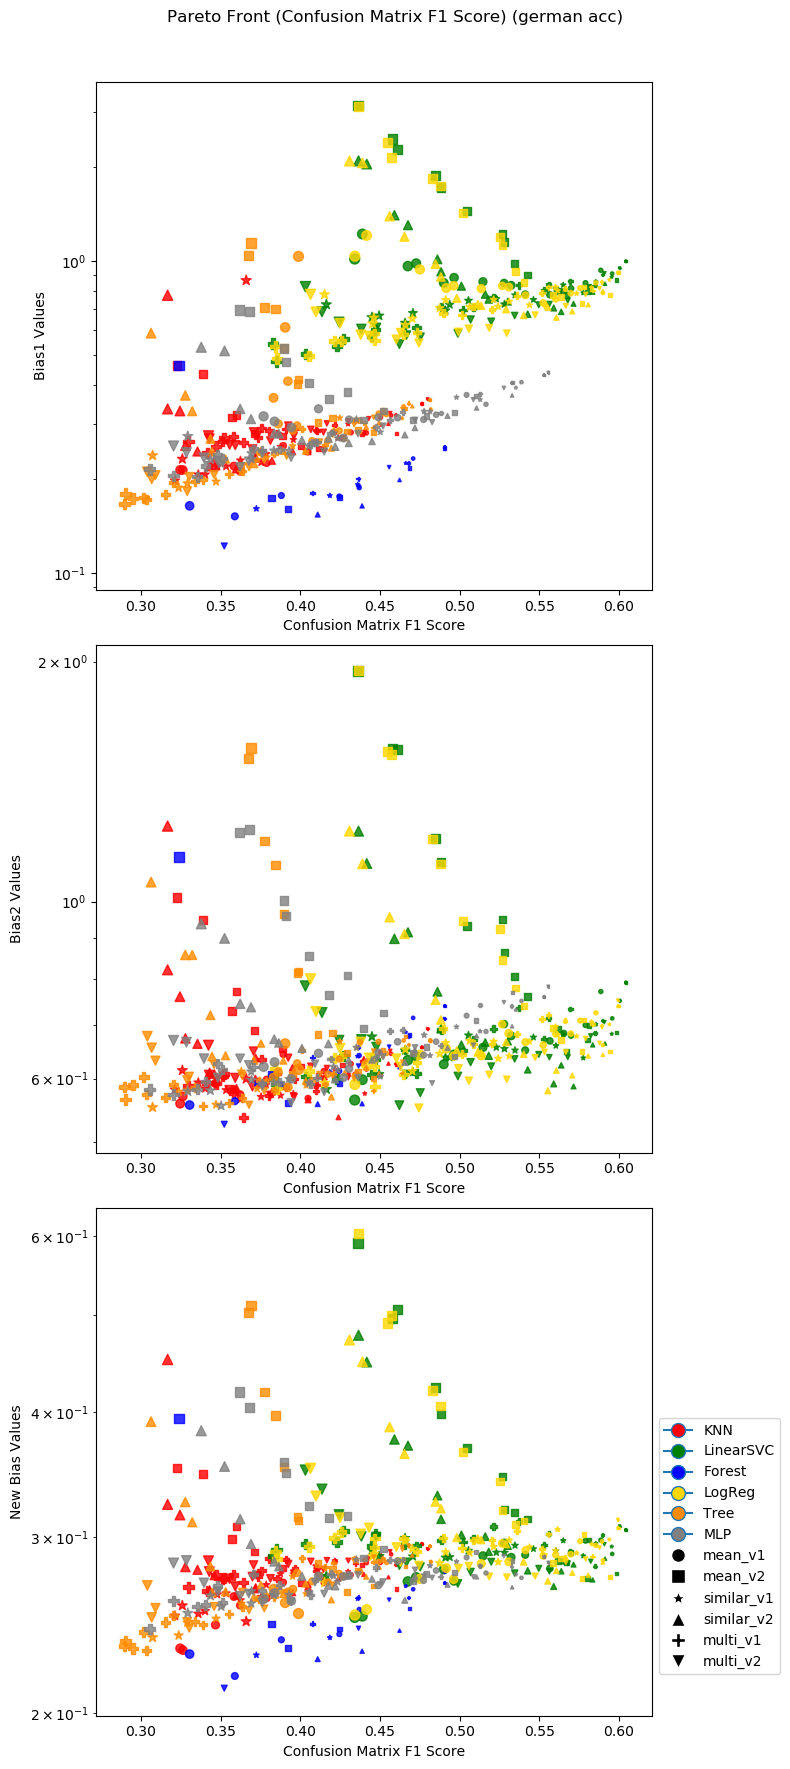 Pareto Front (Confusion Matrix F1 Score) (german acc)
10⁰
10⁻¹
Bias1 Values
0.30 0.35 0.40 0.45 0.50 0.55 0.60
Confusion Matrix F1 Score
2 × 10⁰
10⁰
6 × 10⁻¹
Bias2 Values
0.30 0.35 0.40 0.45 0.50 0.55 0.60
Confusion Matrix F1 Score
6 × 10⁻¹
4 × 10⁻¹
3 × 10⁻¹
2 × 10⁻¹
New Bias Values
0.30 0.35 0.40 0.45 0.50 0.55 0.60
Confusion Matrix F1 Score
KNN
LinearSVC
Forest
LogReg
Tree
MLP
mean_v1
mean_v2
similar_v1
similar_v2
multi_v1
multi_v2